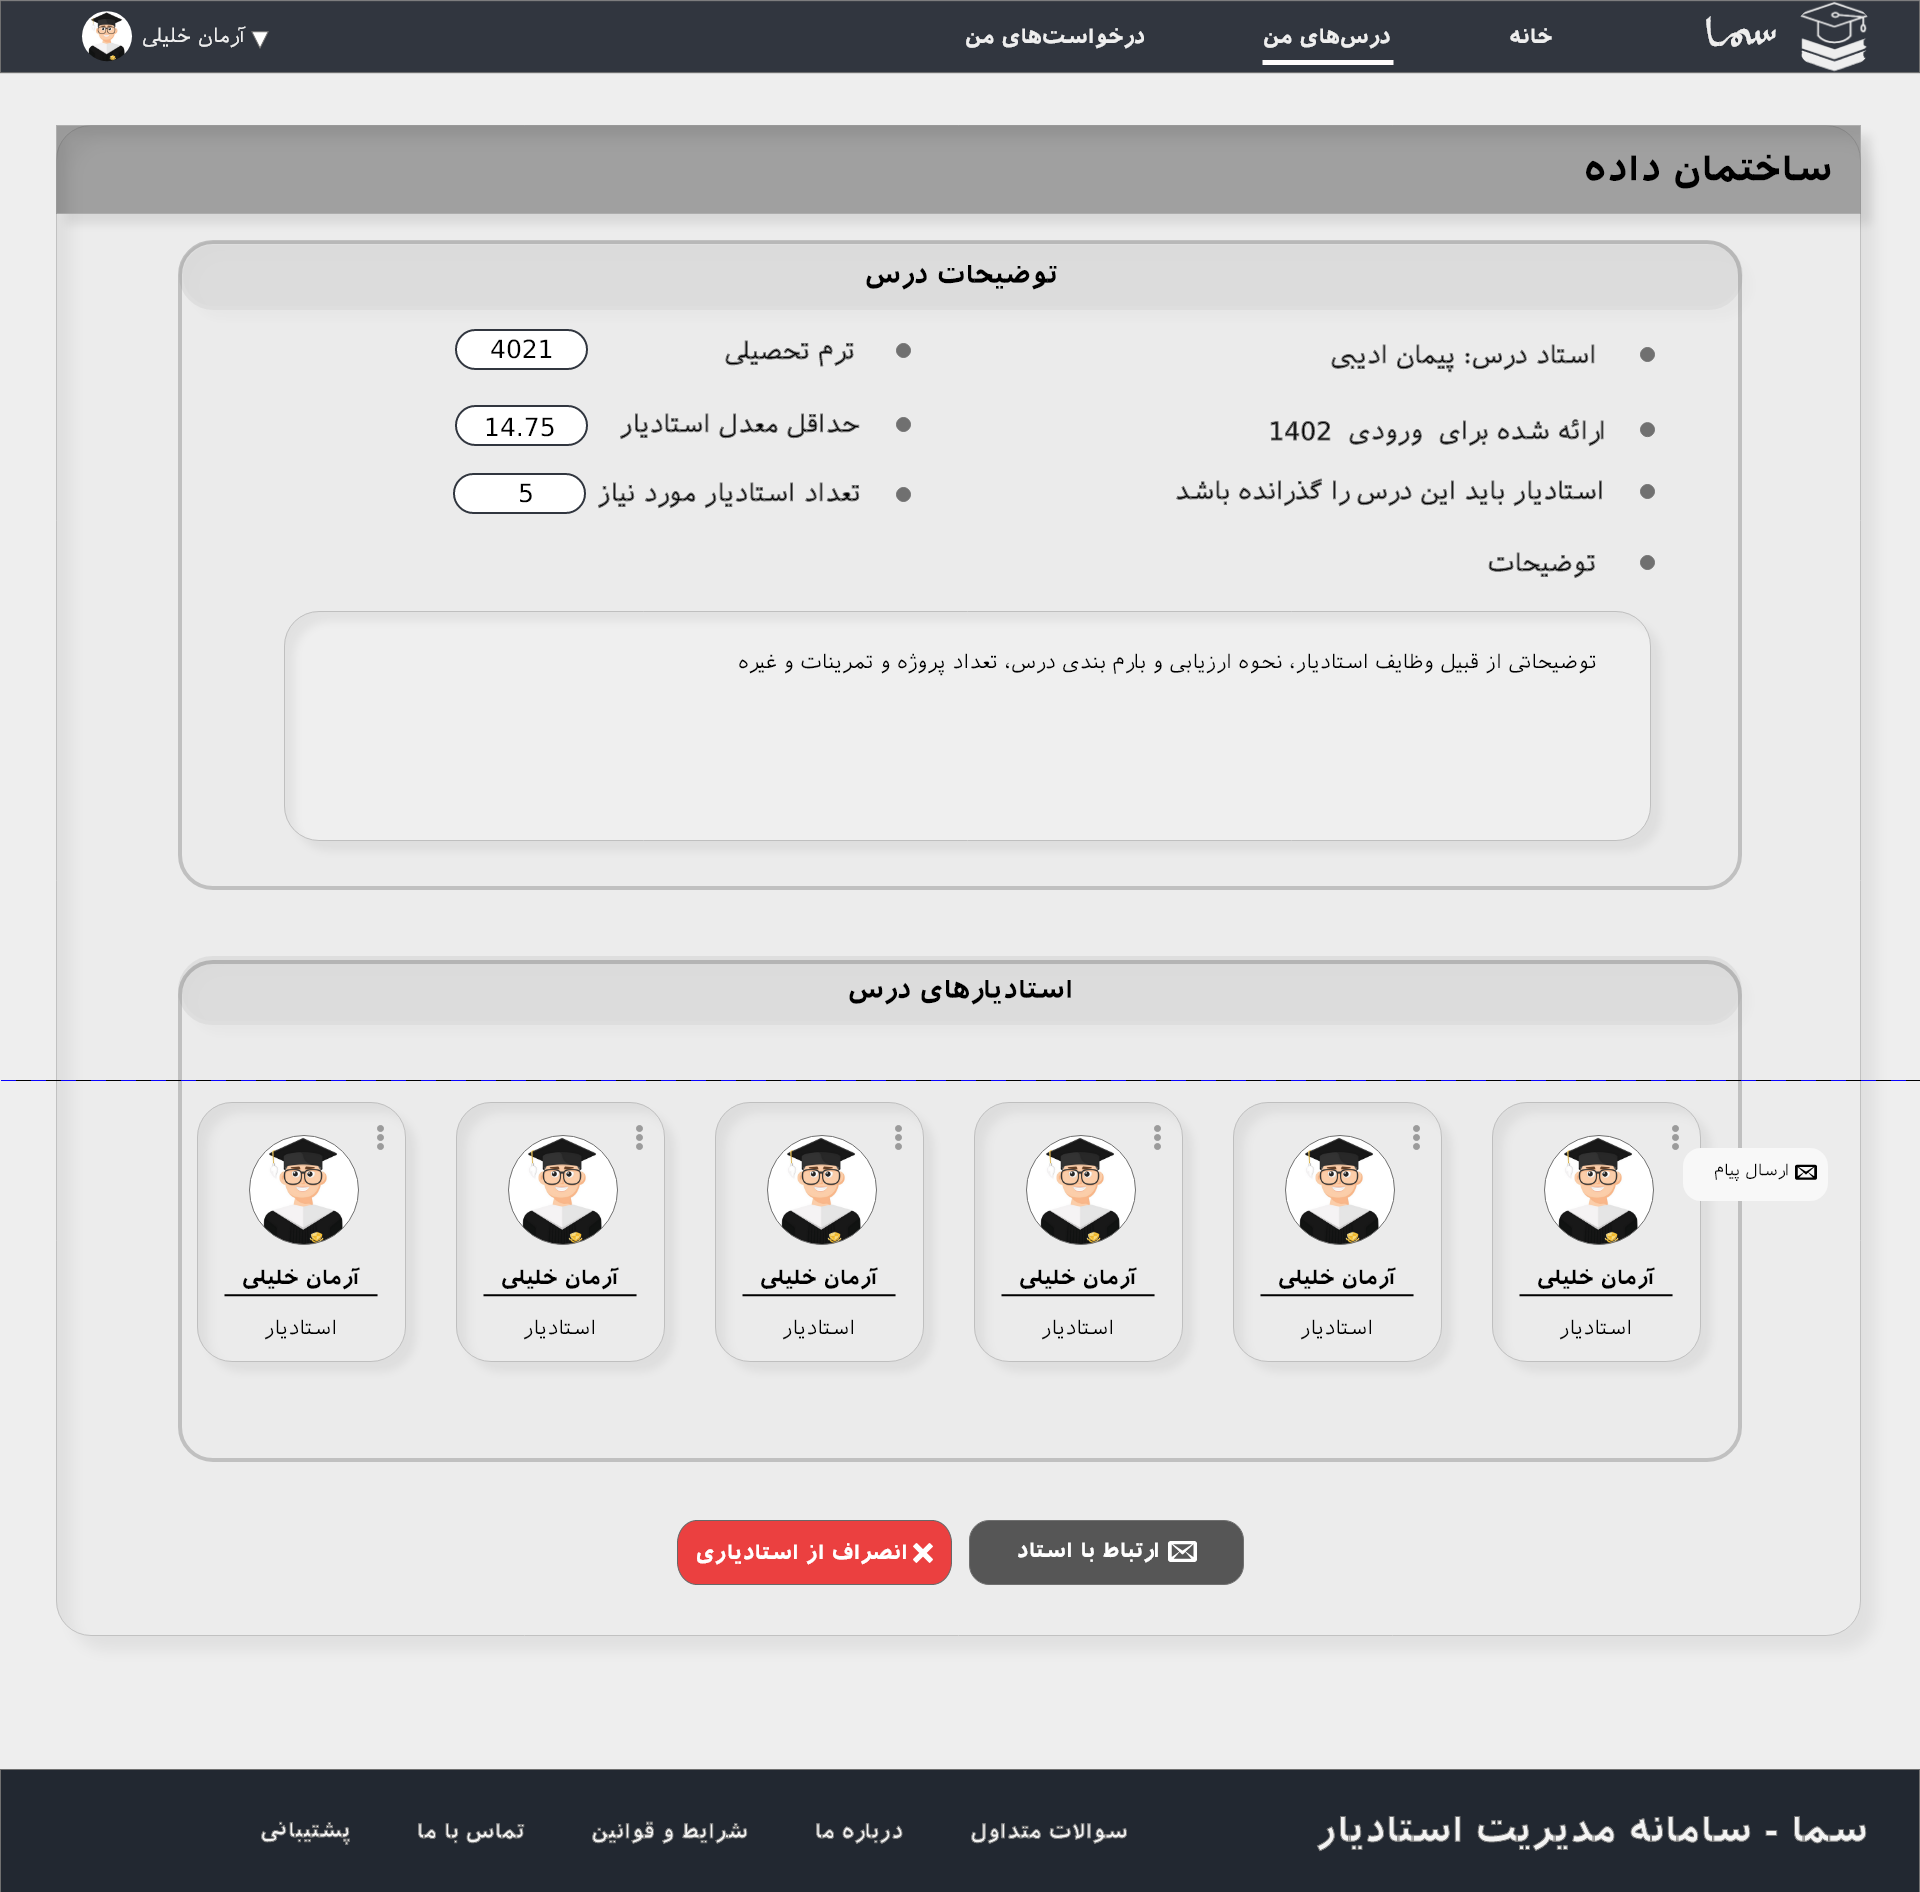 سما
خانه
درس‌های من
درخواست‌های من
آرمان خلیلی
ساختمان داده
توضیحات درس
استاد درس: پیمان ادیبی
ارائه شده برای ورودی 1402
استادیار باید این درس را گذرانده باشد
توضیحات
ترم تحصیلی
4021
حداقل معدل استادیار
14.75
تعداد استادیار مورد نیاز
5
توضیحاتی از قبیل وظایف استادیار، نحوه ارزیابی و بارم بندی درس، تعداد پروژه و تمرینات و غیره
استادیارهای درس
ارسال پیام
آرمان خلیلی
استادیار
آرمان خلیلی
استادیار
آرمان خلیلی
استادیار
آرمان خلیلی
استادیار
آرمان خلیلی
استادیار
آرمان خلیلی
استادیار
ارتباط با استاد
انصراف از استادیاری
سما - سامانه مدیریت استادیار
سوالات متداول
درباره ما
شرایط و قوانین
تماس با ما
پشتیبانی